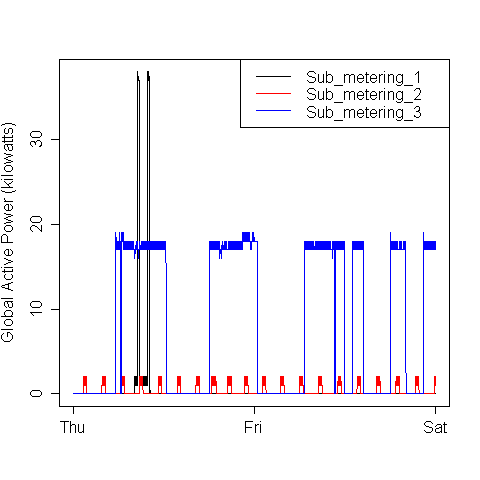 Sub_metering_1
Sub_metering_2
Sub_metering_3
Global Active Power (kilowatts)
30
20
10
0
Thu Fri Sat